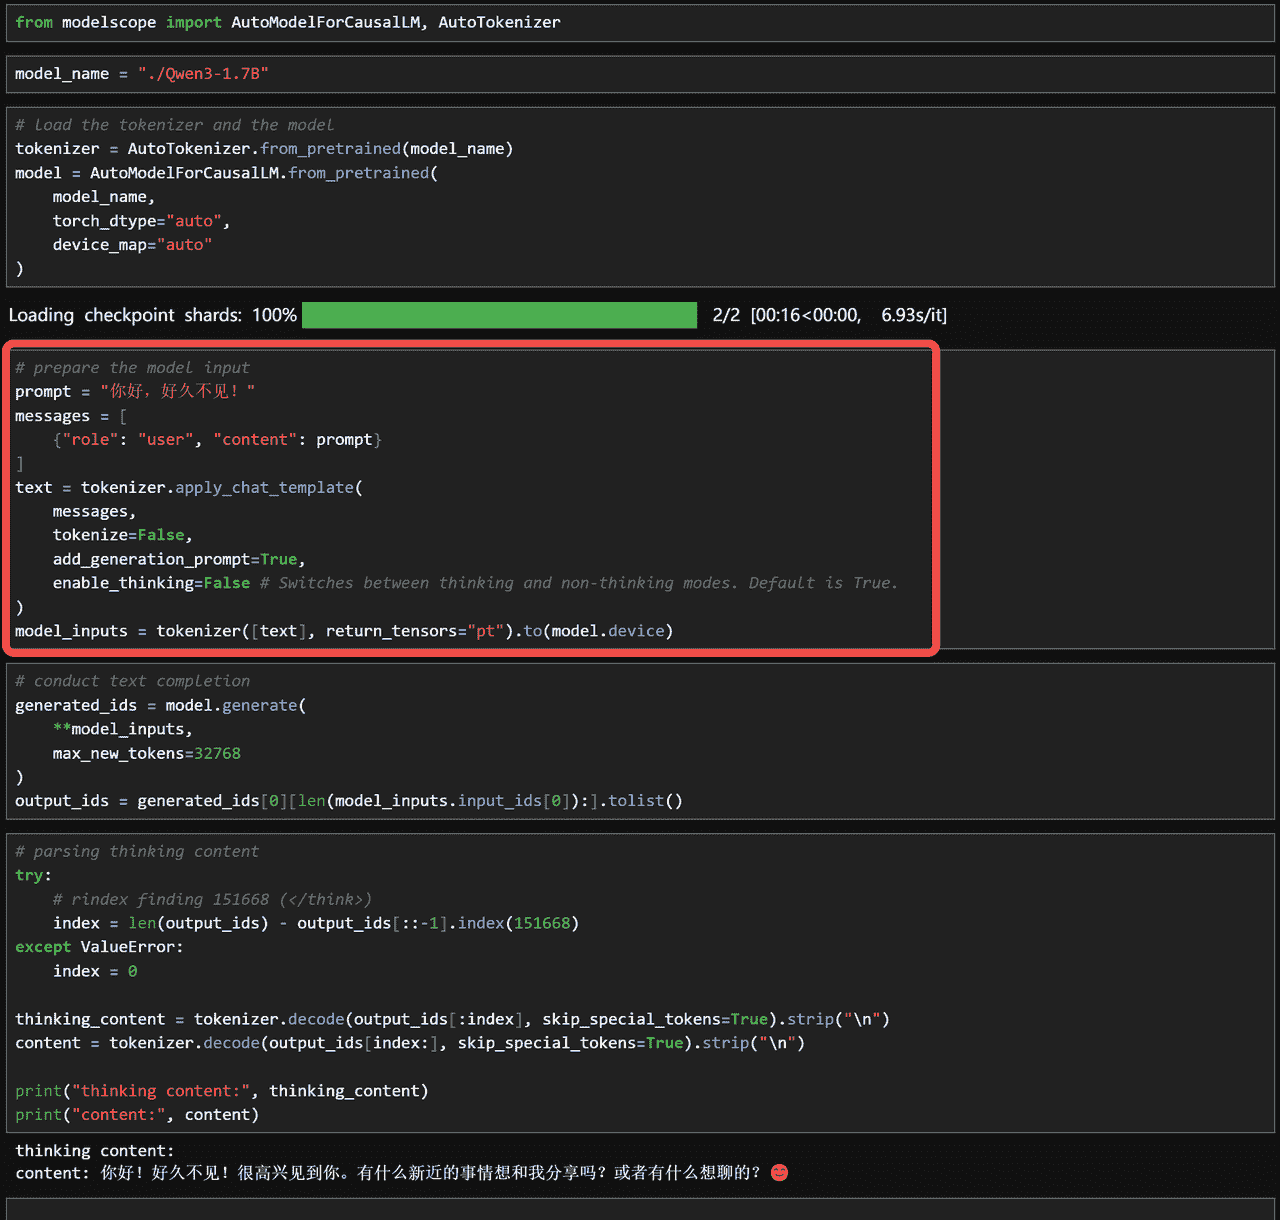 from modelscope import AutoModelForCausalLM, AutoTokenizer
model_name = "./Qwen3-1.7B"
# Load the tokenizer and the model
tokenizer = AutoTokenizer.from_pretrained(model_name)
model = AutoModelForCausalLM.from_pretrained(
    model_name,
    torch_dtype="auto",
    device_map="auto"
)
Loading checkpoint shards: 100% 2/2 [00:16<00:00, 6.93s/it]
# prepare the model input
prompt = "你好，好久不见！"
messages = [
    {"role": "user", "content": prompt}
]
text = tokenizer.apply_chat_template(
    messages,
    tokenize=False,
    add_generation_prompt=True,
    enable_thinking=False # Switches between thinking and non-thinking modes. Default is True.
)
model_inputs = tokenizer([text], return_tensors="pt").to(model.device)
# conduct text completion
generated_ids = model.generate(
    **model_inputs,
    max_new_tokens=32768
)
output_ids = generated_ids[0][len(model_inputs.input_ids[0]):].tolist()
# parsing thinking content
try:
    # rindex finding 151668 (</think>)
    index = len(output_ids) - output_ids[::-1].index(151668)
except ValueError:
    index = 0
thinking_content = tokenizer.decode(output_ids[:index], skip_special_tokens=True).strip("\n")
content = tokenizer.decode(output_ids[index:], skip_special_tokens=True).strip("\n")
print("thinking content:", thinking_content)
print("content:", content)
thinking content:
content: 你好！好久不见！很高兴见到你。有什么新近的事情想和我分享吗？或者有什么想聊的？😊